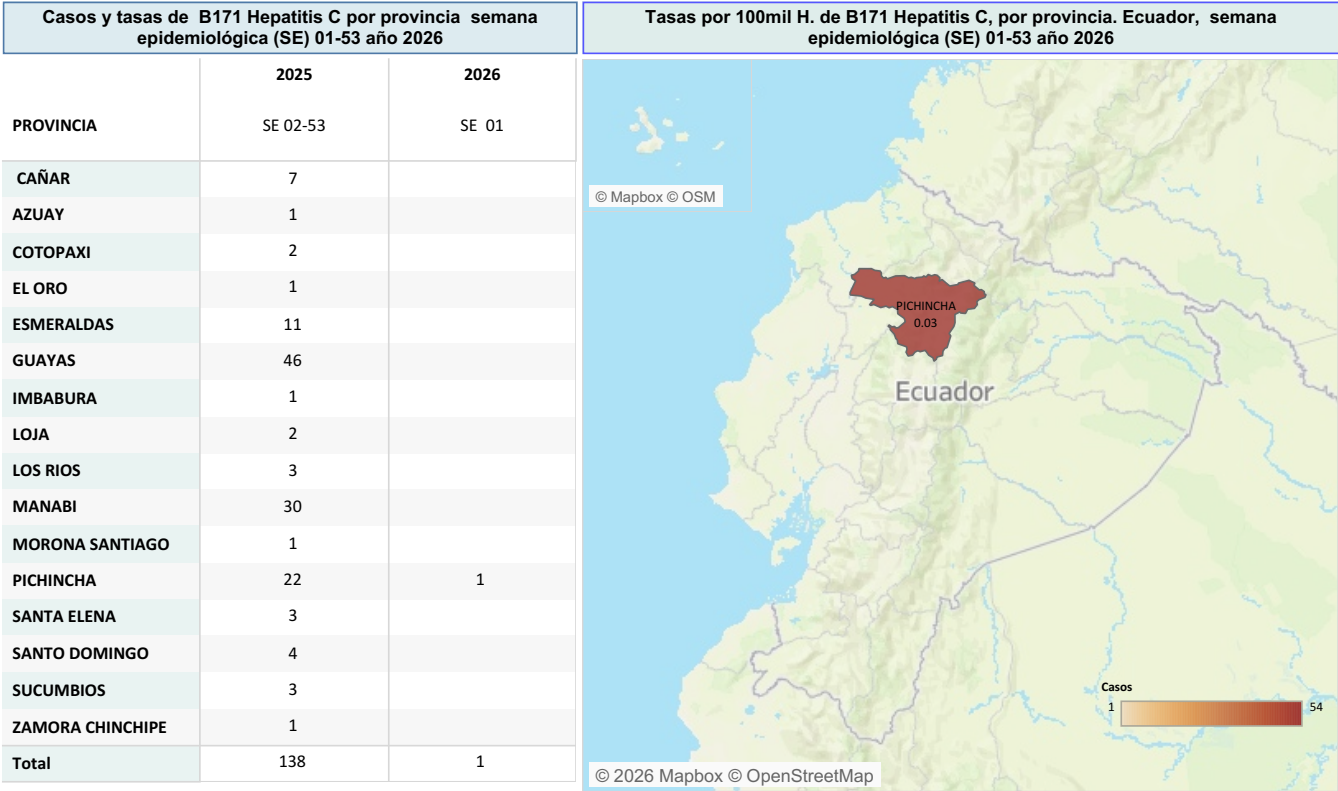 Casos y tasas de B171 Hepatitis C por provincia semana
epidemiológica (SE) 01-53 año 2026
2025 2026
PROVINCIA SE 02-53 SE 01
CAÑAR 7
AZUAY 1
COTOPAXI 2
EL ORO 1
ESMERALDAS 11
GUAYAS 46
IMBABURA 1
LOJA 2
LOS RIOS 3
MANABI 30
MORONA SANTIAGO 1
PICHINCHA 22 1
SANTA ELENA 3
SANTO DOMINGO 4
SUCUMBIOS 3
ZAMORA CHINCHIPE 1
Total 138 1
Tasas por 100mil H. de B171 Hepatitis C, por provincia. Ecuador, semana
epidemiológica (SE) 01-53 año 2026
© Mapbox © OSM
PICHINCHA
0.03
Ecuador
Casos
1 54
© 2026 Mapbox © OpenStreetMap